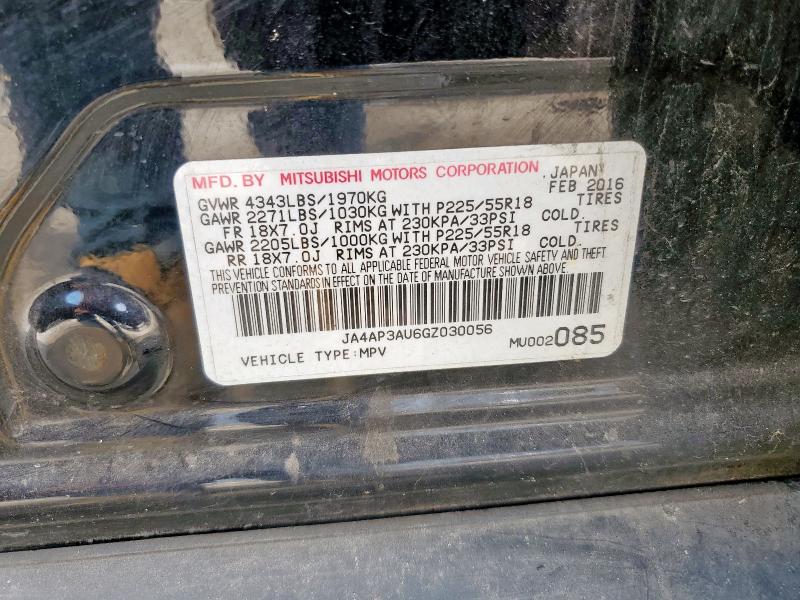 MFD. BY MITSUBISHI MOTORS CORPORATION JAPAN
FEB 2016
GVWR 4343LBS/1970KG
GAWR 2271LBS/1030KG WITH P225/55R18 TIRES
FR 18X7.0J RIMS AT 230KPA/33PSI COLD.
GAWR 2205LBS/1000KG WITH P225/55R18 TIRES
RR 18X7.0J RIMS AT 230KPA/33PSI COLD.
THIS VEHICLE CONFORMS TO ALL APPLICABLE FEDERAL MOTOR VEHICLE SAFETY AND THEFT
PREVENTION STANDARDS IN EFFECT ON THE DATE OF MANUFACTURE SHOWN ABOVE.
JA4AP3AU6GZ030056
VEHICLE TYPE:MPV MU002085